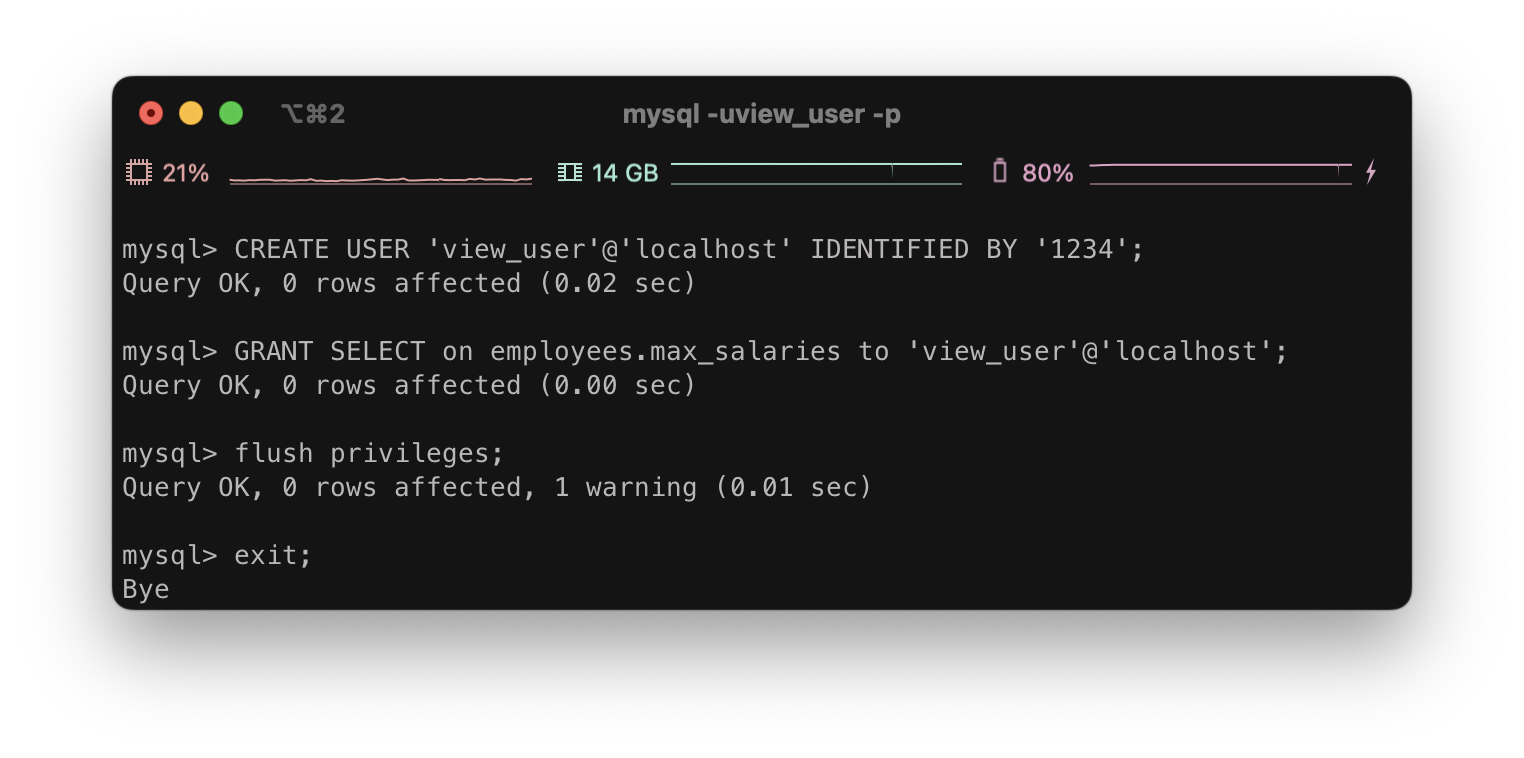 ⌥⌘2 mysql -uview_user -p
21% 14 GB 80%
mysql> CREATE USER 'view_user'@'localhost' IDENTIFIED BY '1234';
Query OK, 0 rows affected (0.02 sec)
mysql> GRANT SELECT on employees.max_salaries to 'view_user'@'localhost';
Query OK, 0 rows affected (0.00 sec)
mysql> flush privileges;
Query OK, 0 rows affected, 1 warning (0.01 sec)
mysql> exit;
Bye